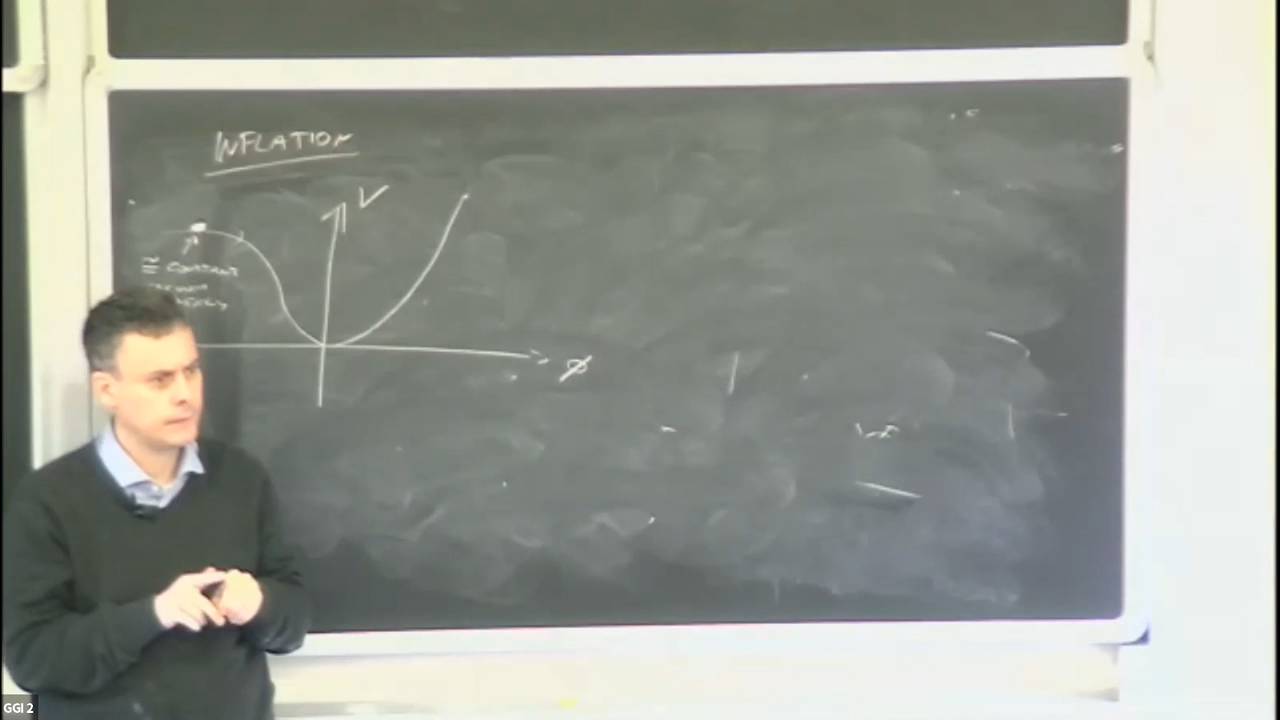 INFLATION
V
≅ CONSTANT
φ
GGI 2